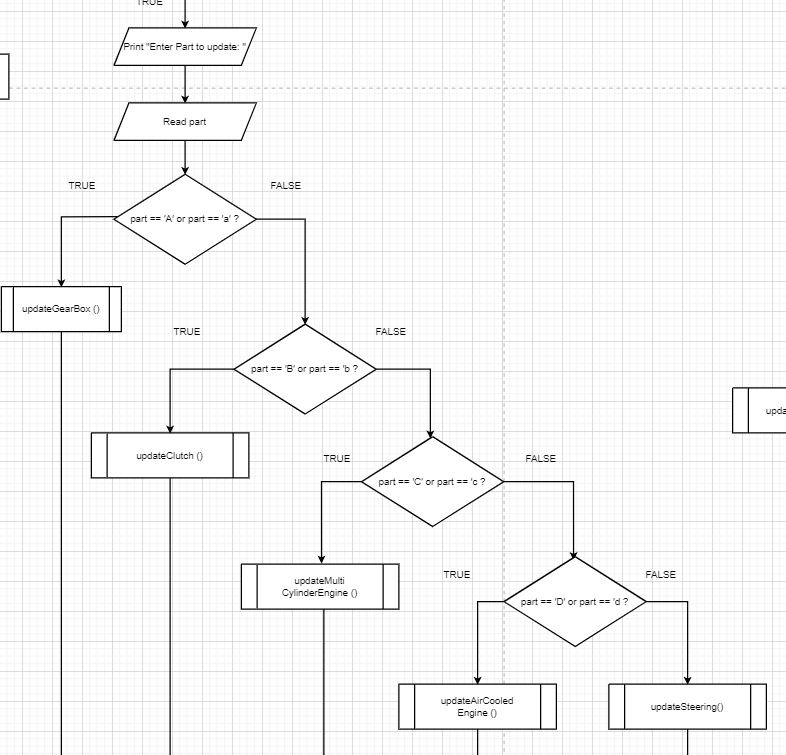 TRUE
Print "Enter Part to update: "
Read part
TRUE
FALSE
part == 'A' or part == 'a' ?
updateGearBox ()
TRUE
FALSE
part == 'B' or part == 'b ?
upda
updateClutch ()
TRUE
FALSE
part == 'C' or part == 'c ?
updateMulti
CylinderEngine ()
TRUE
FALSE
part == 'D' or part == 'd ?
updateAirCooled
Engine ()
updateSteering()